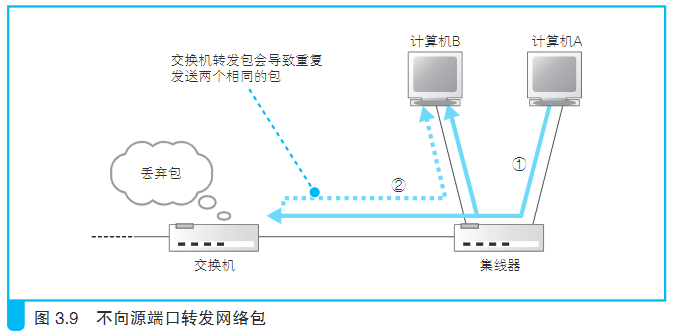 计算机B
计算机A
交换机转发包会导致重复
发送两个相同的包
①
丢弃包
②
交换机
集线器
图 3.9 不向源端口转发网络包